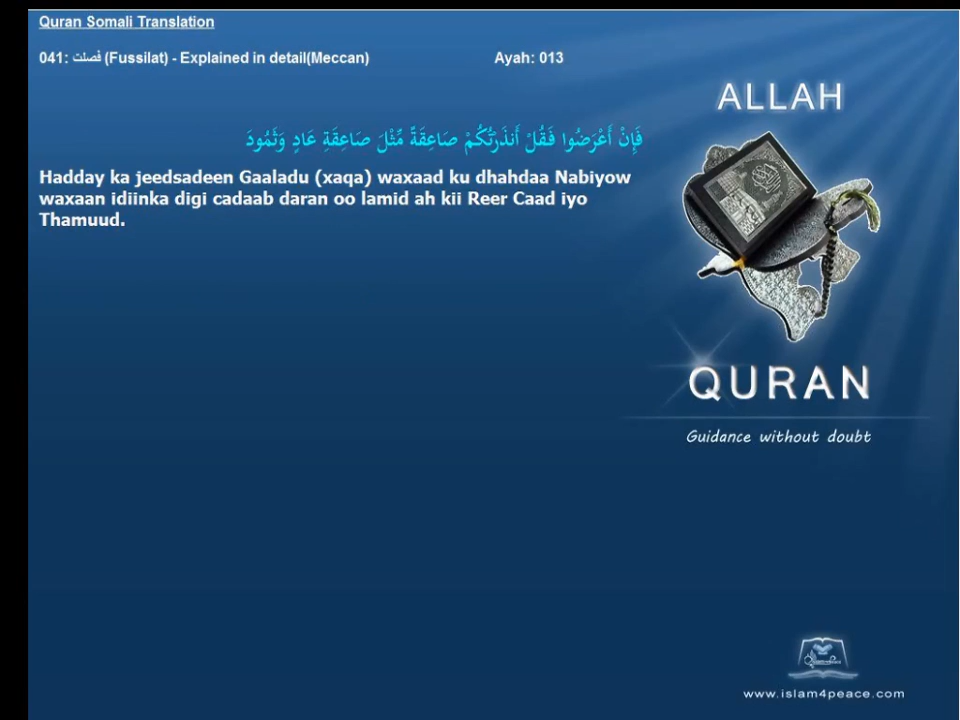 Quran Somali Translation
041: فصلت (Fussilat) - Explained in detail(Meccan) Ayah: 013
ALLAH
فَإِنْ أَعْرَضُوا فَقُلْ أَنذَرْتُكُمْ صَاعِقَةً مِّثْلَ صَاعِقَةِ عَادٍ وَثَمُودَ
Hadday ka jeedsadeen Gaaladu (xaqa) waxaad ku dhahdaa Nabiyow
waxaan idiinka digi cadaab daran oo lamid ah kii Reer Caad iyo
Thamuud.
QURAN
Guidance without doubt
www.islam4peace.com